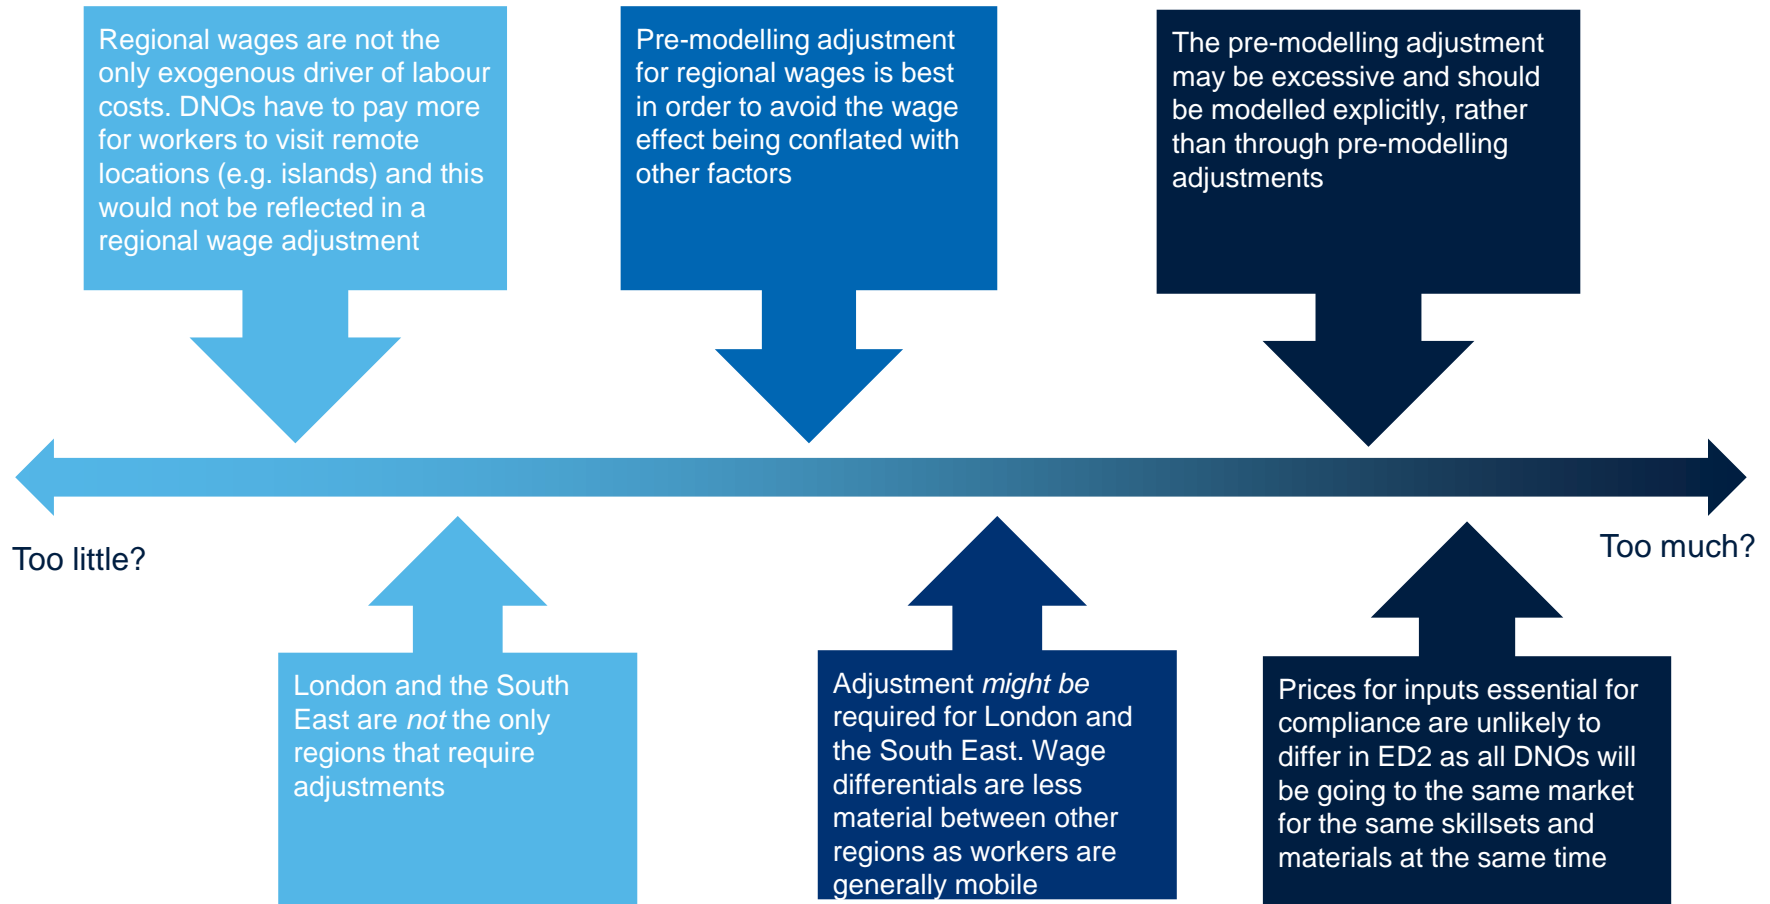 Regional wages are not the
only exogenous driver of labour
costs. DNOs have to pay more
for workers to visit remote
locations (e.g. islands) and this
would not be reflected in a
regional wage adjustment
Pre-modelling adjustment
for regional wages is best
in order to avoid the wage
effect being conflated with
other factors
The pre-modelling adjustment
may be excessive and should
be modelled explicitly, rather
than through pre-modelling
adjustments
Too little?
Too much?
London and the South
East are not the only
regions that require
adjustments
Adjustment might be
required for London and
the South East. Wage
differentials are less
material between other
regions as workers are
generally mobile
Prices for inputs essential for
compliance are unlikely to
differ in ED2 as all DNOs will
be going to the same market
for the same skillsets and
materials at the same time